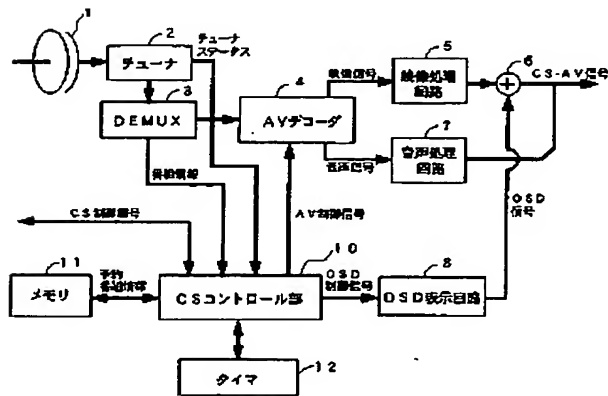 1
2
チューナ
チューナ
ステータス
3
DEMUX
4
AVデコーダ
映像信号
5
映像処理
回路
6
CS-AV信号
音声信号
7
音声処理
回路
番組情報
AV制御信号
OSD
信号
CS制御信号
10
11
メモリ
予約
番組情報
CSコントロール部
OSD
制御信号
8
OSD表示回路
12
タイマ